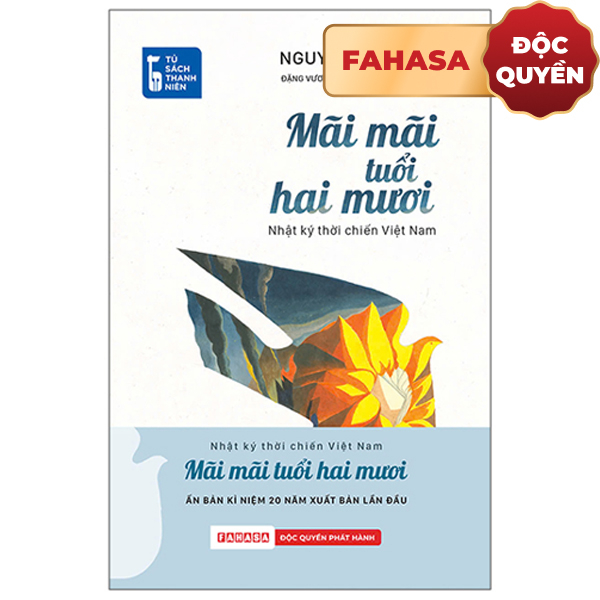 TỦ
SÁCH
THANH
NIÊN
FAHASA
ĐỘC
QUYỀN
Mãi mãi
tuổi
hai mươi
Nhật ký thời chiến Việt Nam
Nhật ký thời chiến Việt Nam
Mãi mãi tuổi hai mươi
ẤN BẢN KỈ NIỆM 20 NĂM XUẤT BẢN LẦN ĐẦU
FAHASA ĐỘC QUYỀN PHÁT HÀNH